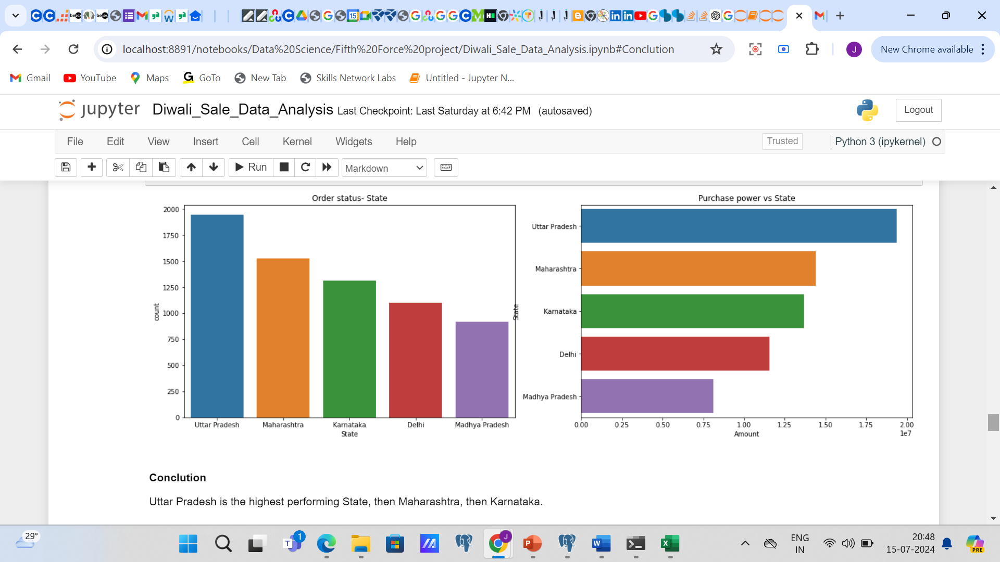 localhost:8891/notebooks/Data%20Science/Fifth%20Force%20project/Diwali_Sale_Data_Analysis.ipynb#Conclution
J
New Chrome available
Gmail YouTube Maps GoTo New Tab Skills Network Labs Untitled - Jupyter N...
jupyter Diwali_Sale_Data_Analysis Last Checkpoint: Last Saturday at 6:42 PM (autosaved)
Logout
File Edit View Insert Cell Kernel Widgets Help
Trusted
Python 3 (ipykernel)
Run
Markdown
Order status- State
2000
1750
1500
1250
1000
750
500
250
0
count
Uttar Pradesh Maharashtra Karnataka Delhi Madhya Pradesh
State
Purchase power vs State
State
Uttar Pradesh
Maharashtra
Karnataka
Delhi
Madhya Pradesh
0.00 0.25 0.50 0.75 1.00 1.25 1.50 1.75 2.00
1e7
Amount
Conclution
Uttar Pradesh is the highest performing State, then Maharashtra, then Karnataka.
29°
1
J
ENG
IN
20:48
15-07-2024
PRE